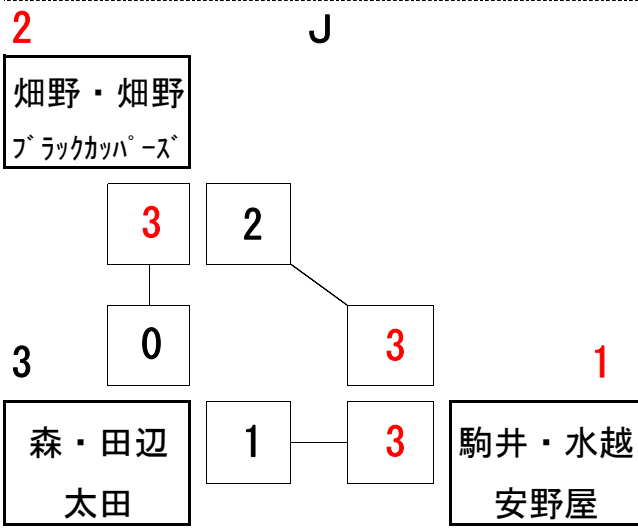 2 J
畑野・畑野
ブラックカッパーズ
3 2
0 3
3 1
森・田辺 1 3 駒井・水越
太田 安野屋